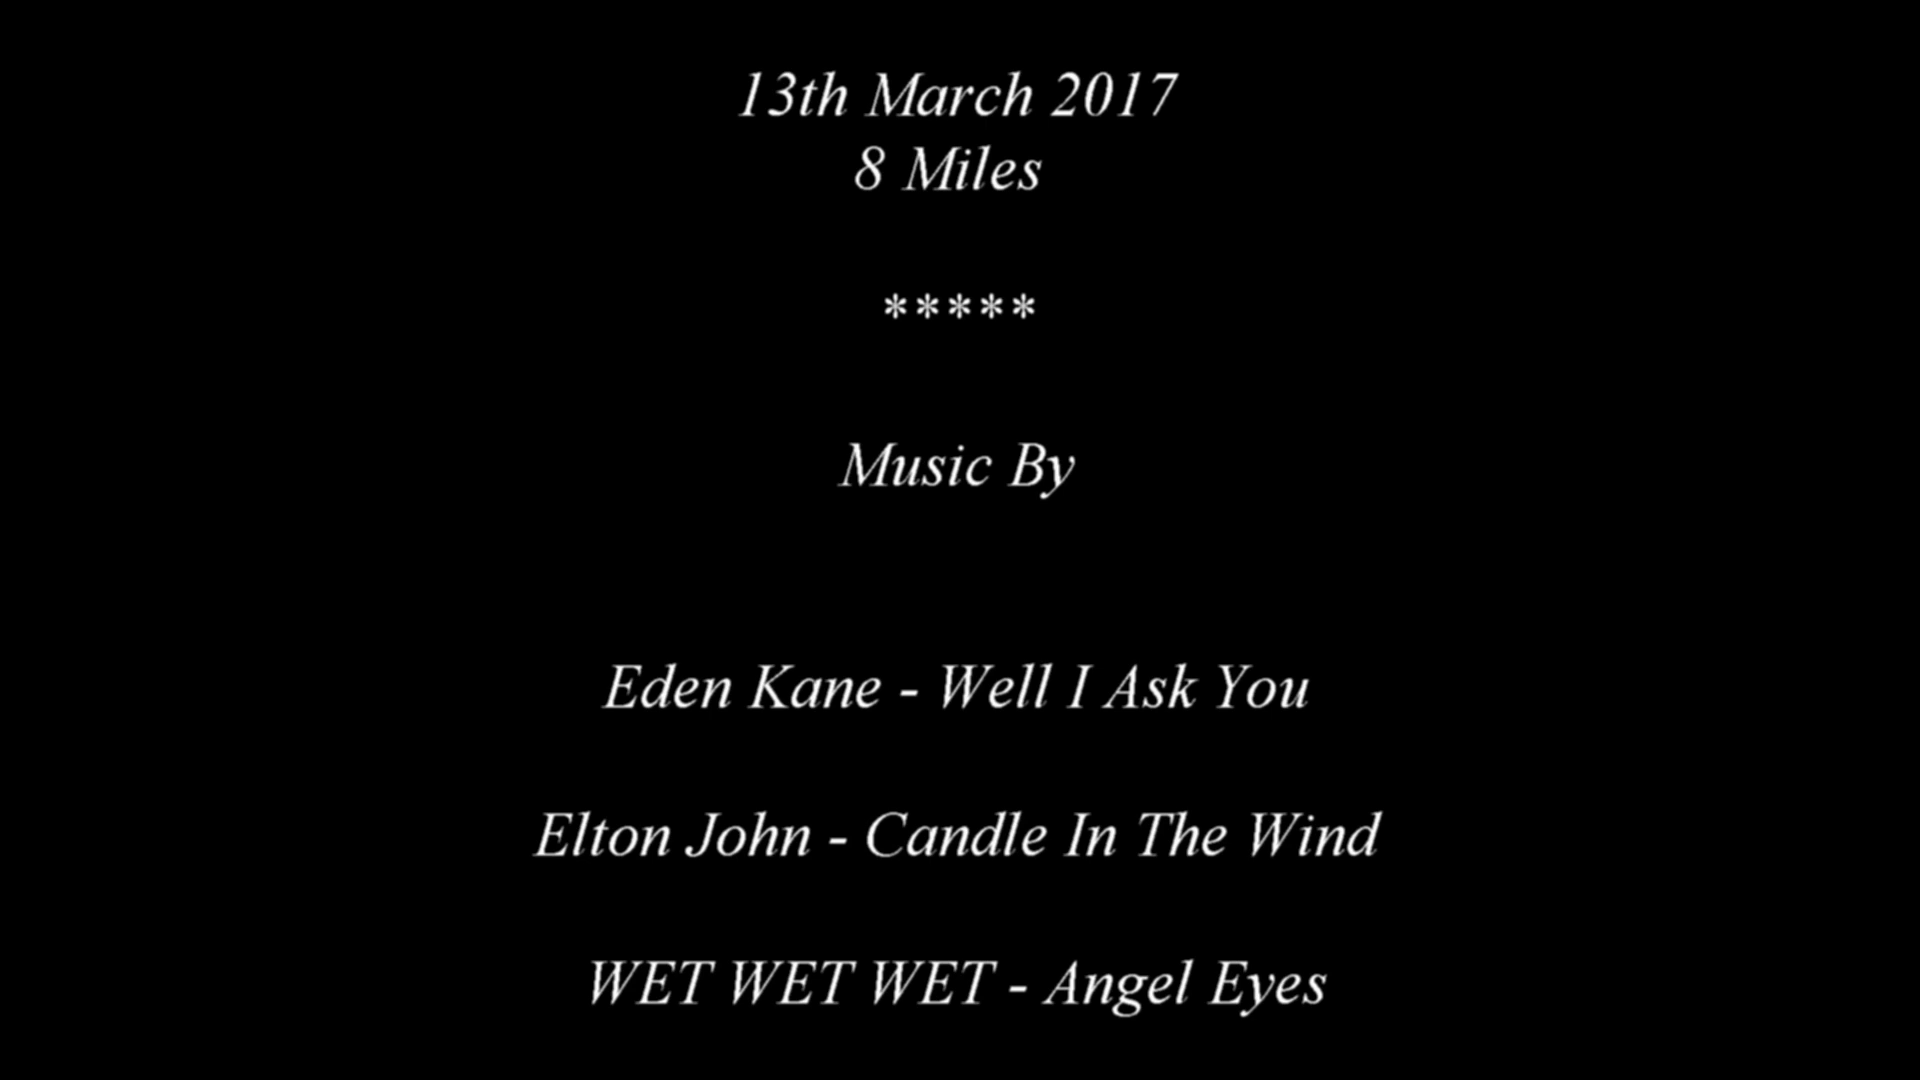 13th March 2017
8 Miles
*****
Music By
Eden Kane - Well I Ask You
Elton John - Candle In The Wind
WET WET WET - Angel Eyes